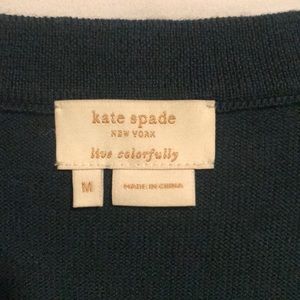 kate spade
NEW YORK
live colorfully
M
MADE IN CHINA